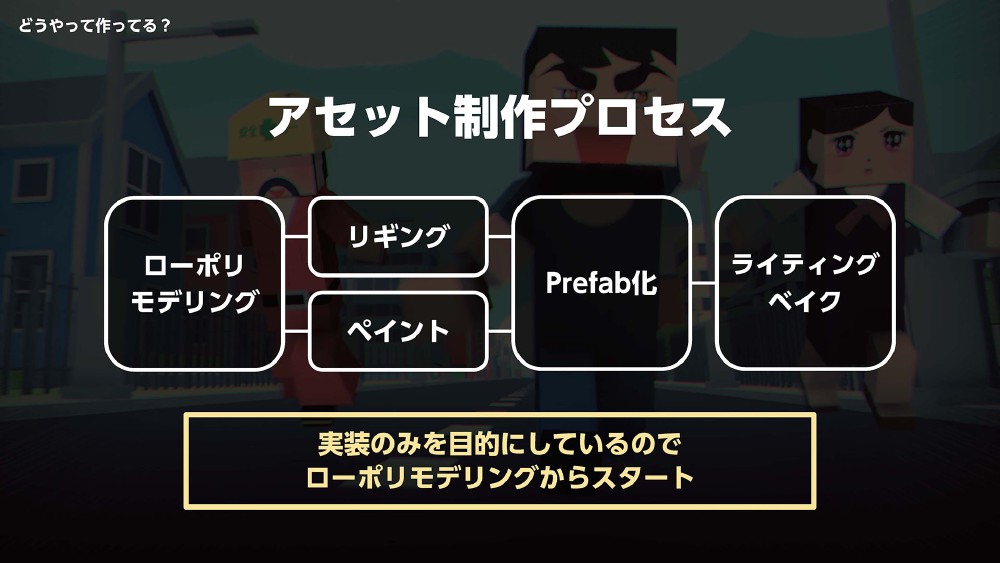 どうやって作ってる？
アセット制作プロセス
ローポリ
モデリング
リギング
ペイント
Prefab化
ライティング
ベイク
実装のみを目的にしているので
ローポリモデリングからスタート